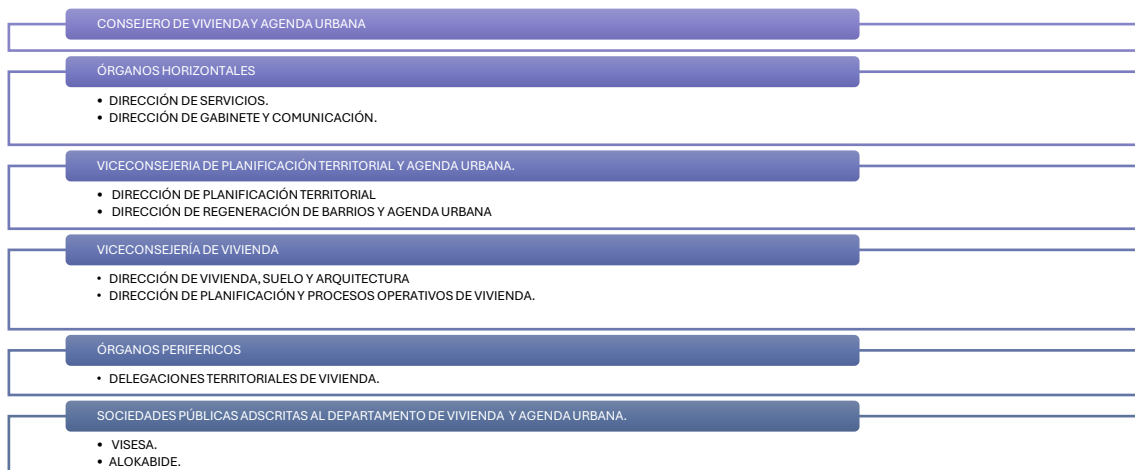 CONSEJERO DE VIVIENDA Y AGENDA URBANA
ÓRGANOS HORIZONTALES
• DIRECCIÓN DE SERVICIOS.
• DIRECCIÓN DE GABINETE Y COMUNICACIÓN.
VICECONSEJERIA DE PLANIFICACIÓN TERRITORIAL Y AGENDA URBANA.
• DIRECCIÓN DE PLANIFICACIÓN TERRITORIAL
• DIRECCIÓN DE REGENERACIÓN DE BARRIOS Y AGENDA URBANA
VICECONSEJERÍA DE VIVIENDA
• DIRECCIÓN DE VIVIENDA, SUELO Y ARQUITECTURA
• DIRECCIÓN DE PLANIFICACIÓN Y PROCESOS OPERATIVOS DE VIVIENDA.
ÓRGANOS PERIFERICOS
• DELEGACIONES TERRITORIALES DE VIVIENDA.
SOCIEDADES PÚBLICAS ADSCRITAS AL DEPARTAMENTO DE VIVIENDA Y AGENDA URBANA.
• VISESA.
• ALOKABIDE.